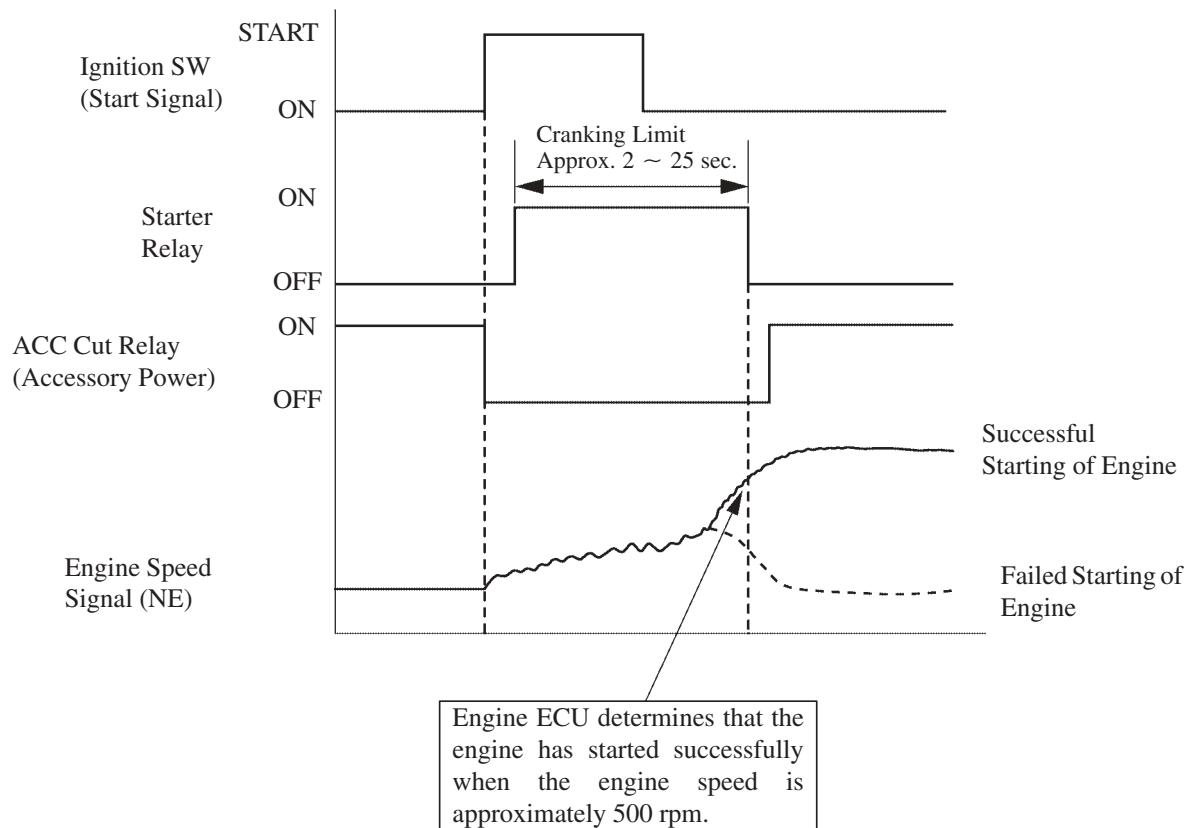 START
Ignition SW
(Start Signal)
ON
Cranking Limit
Approx. 2 ~ 25 sec.
ON
Starter
Relay
OFF
ON
ACC Cut Relay
(Accessory Power)
OFF
Successful
Starting of Engine
Engine Speed
Signal (NE)
Failed Starting of
Engine
Engine ECU determines that the
engine has started successfully
when the engine speed is
approximately 500 rpm.